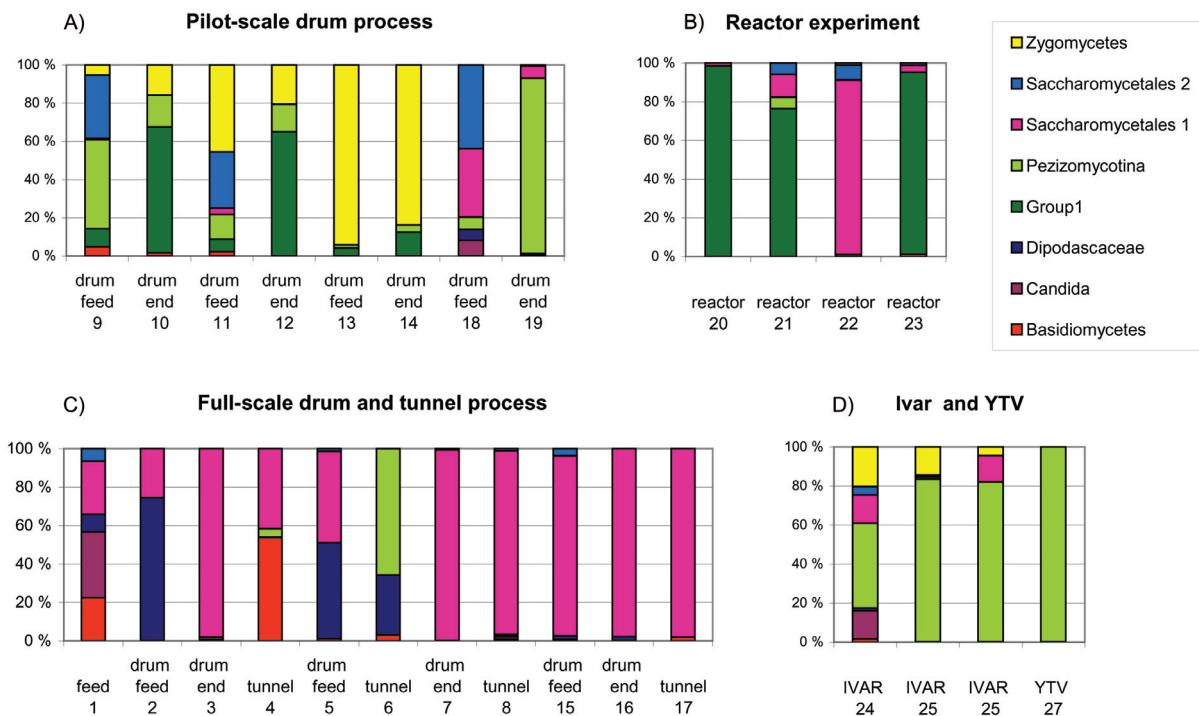 A)
Pilot-scale drum process
100 %
80 %
60 %
40 %
20 %
0 %
drum feed 9
drum end 10
drum feed 11
drum end 12
drum feed 13
drum end 14
drum feed 18
drum end 19
B)
Reactor experiment
100 %
80 %
60 %
40 %
20 %
0 %
reactor 20
reactor 21
reactor 22
reactor 23
Zygomycetes
Saccharomycetales 2
Saccharomycetales 1
Pezizomycotina
Group1
Dipodascaceae
Candida
Basidiomycetes
C)
Full-scale drum and tunnel process
100 %
80 %
60 %
40 %
20 %
0 %
feed 1
drum feed 2
drum end 3
tunnel 4
drum feed 5
tunnel 6
drum end 7
tunnel 8
drum feed 15
drum end 16
tunnel 17
D)
Ivar and YTV
100 %
80 %
60 %
40 %
20 %
0 %
IVAR 24
IVAR 25
IVAR 25
YTV 27